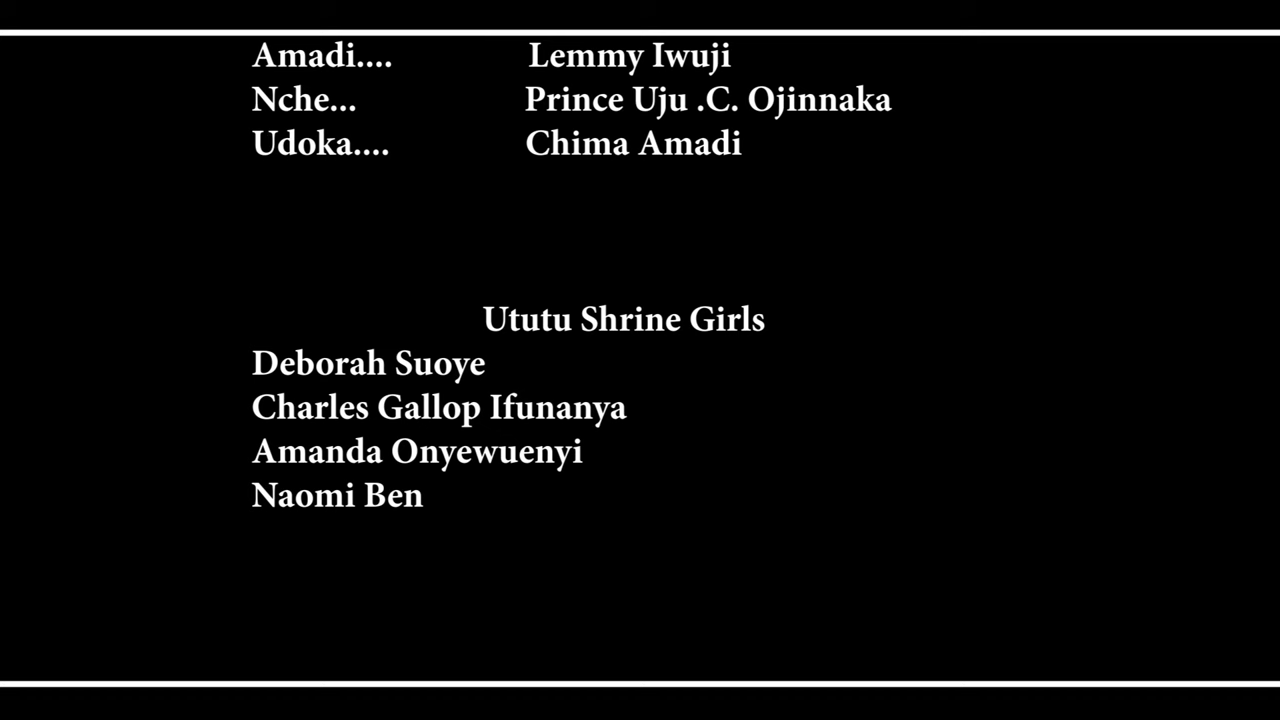 Amadi.... Lemmy Iwuji
Nche... Prince Uju .C. Ojinnaka
Udoka.... Chima Amadi
Ututu Shrine Girls
Deborah Suoye
Charles Gallop Ifunanya
Amanda Onyewuenyi
Naomi Ben